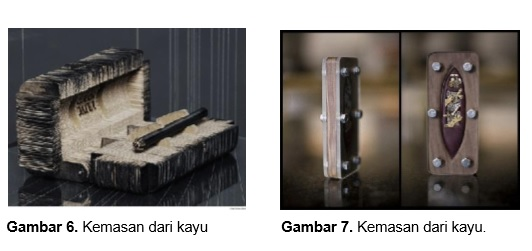 Gambar 6. Kemasan dari kayu
Gambar 7. Kemasan dari kayu.